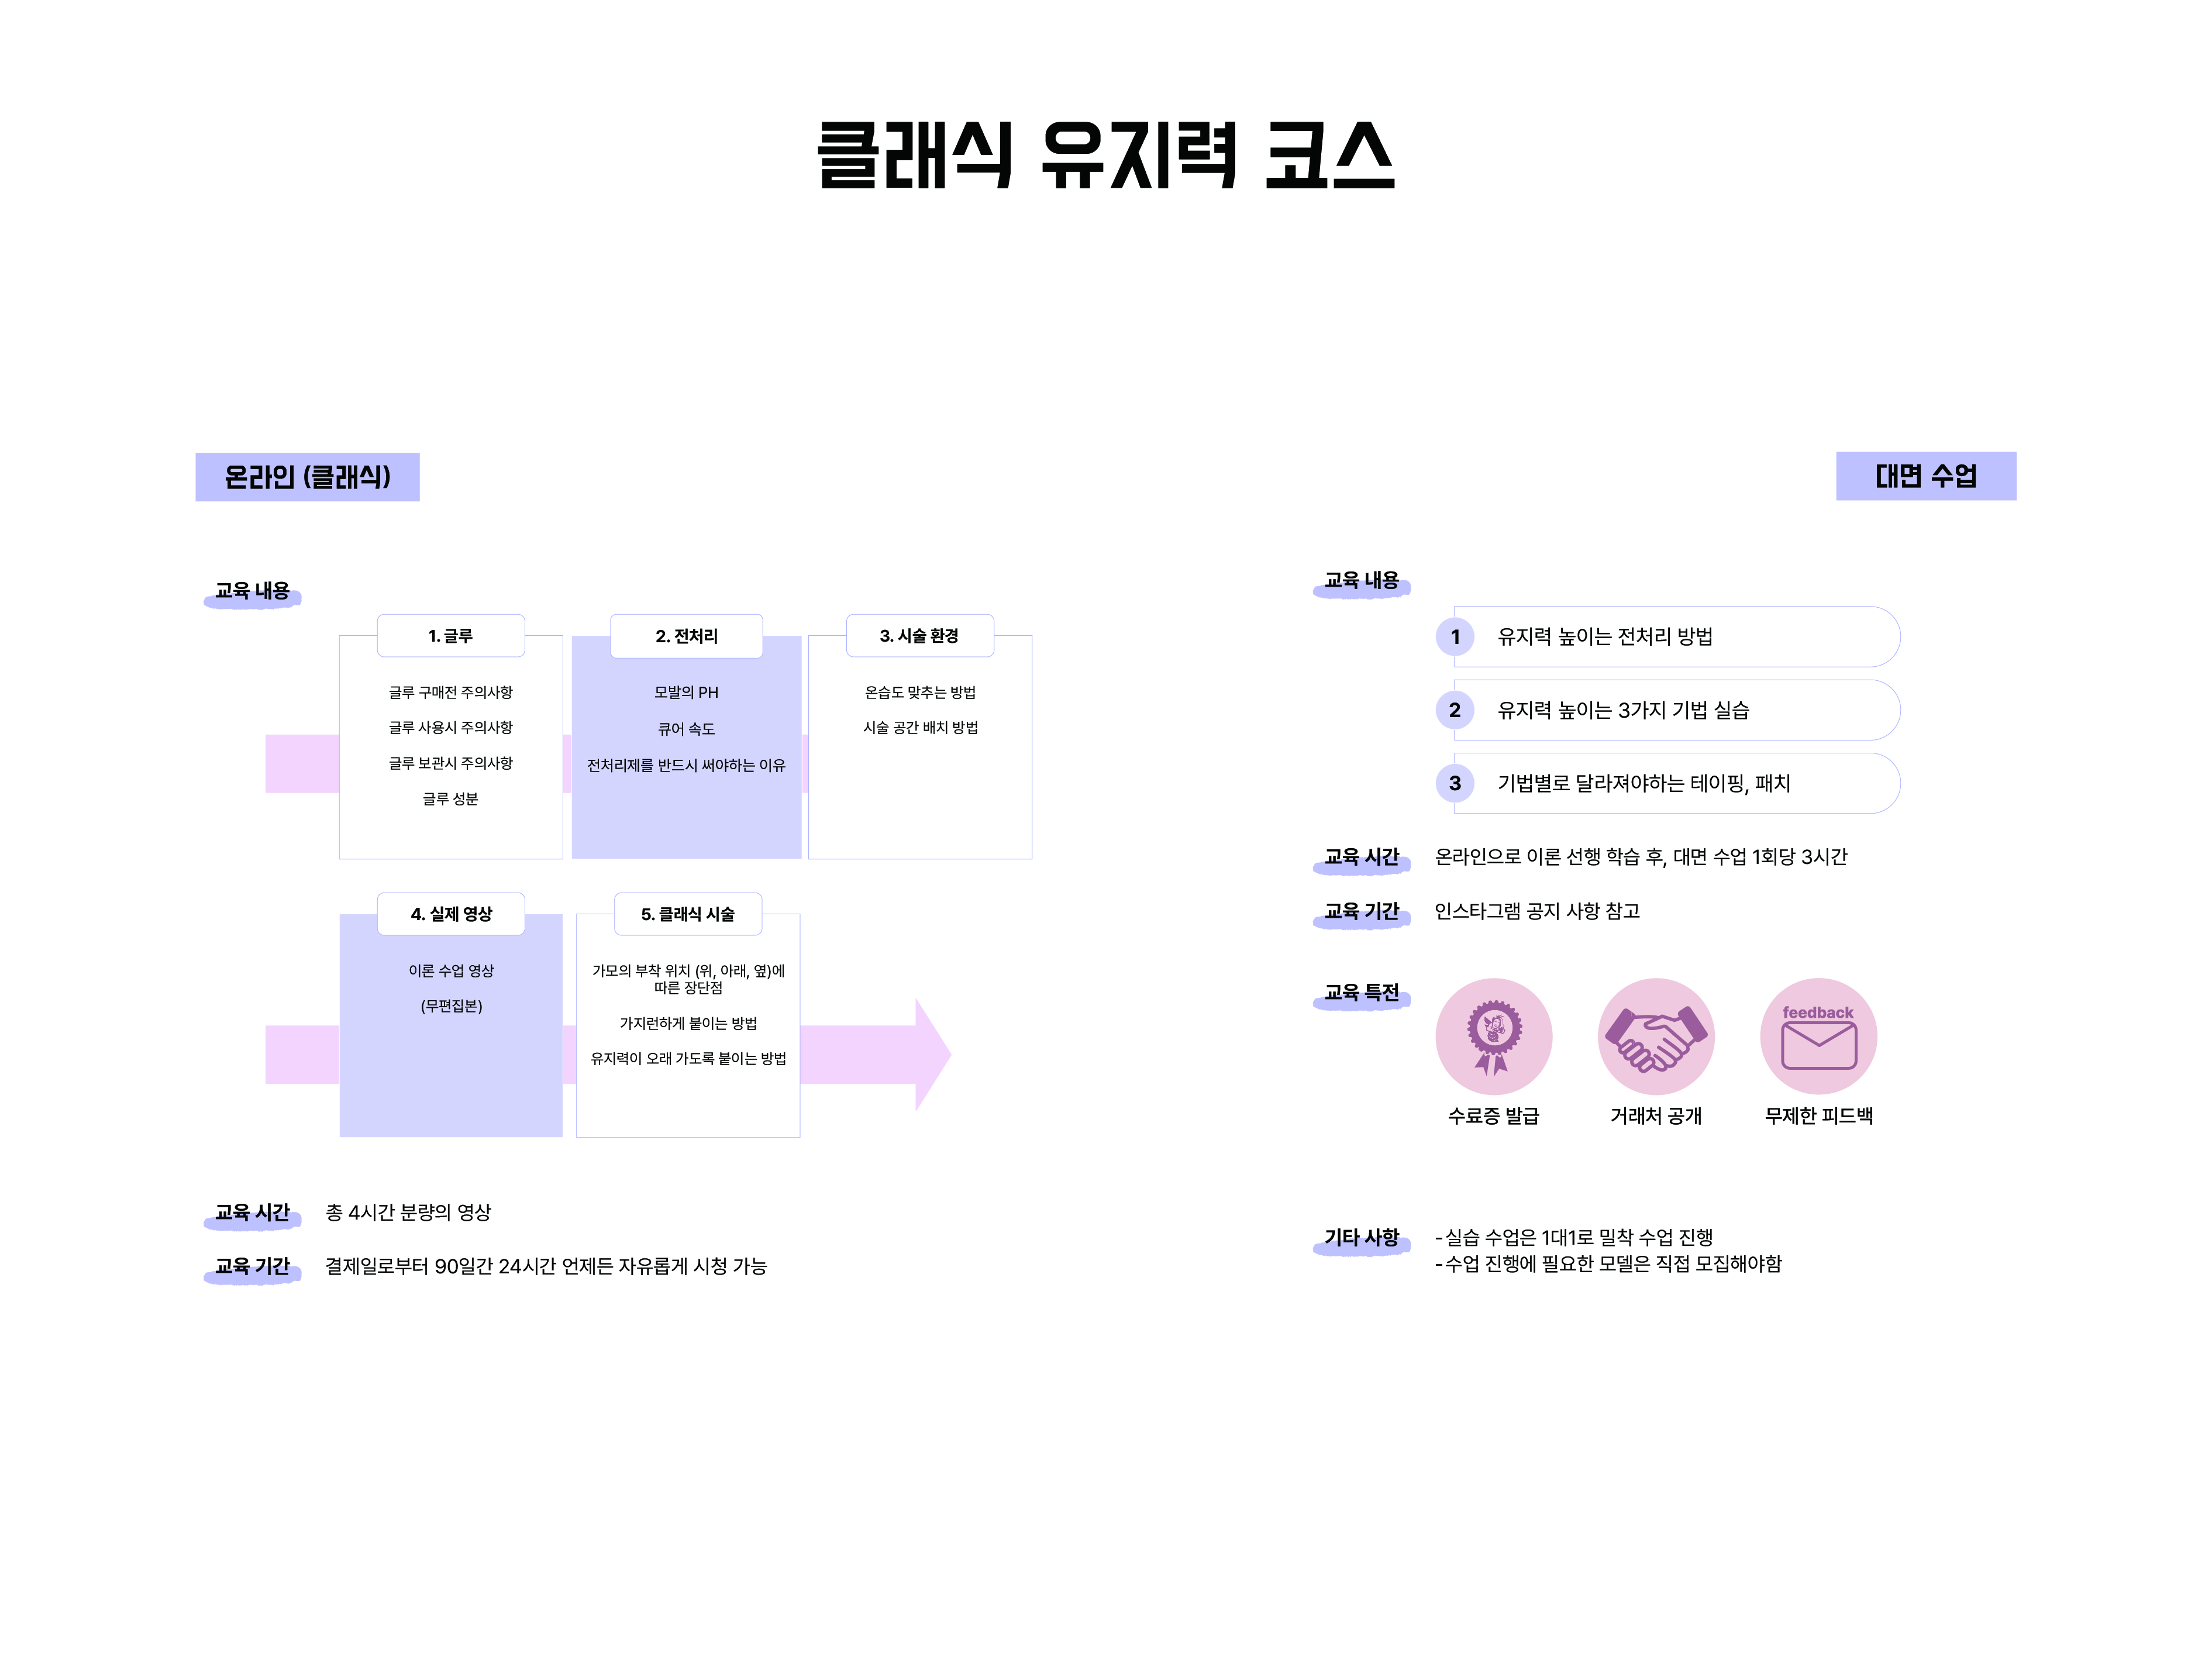 클래식 유지력 코스
온라인 (클래식)
교육 내용
1. 글루
글루 구매전 주의사항
글루 사용시 주의사항
글루 보관시 주의사항
글루 성분
2. 전처리
모발의 PH
큐어 속도
전처리제를 반드시 써야하는 이유
3. 시술 환경
온습도 맞추는 방법
시술 공간 배치 방법
4. 실제 영상
이론 수업 영상
(무편집본)
5. 클래식 시술
가모의 부착 위치 (위, 아래, 옆)에
따른 장단점
가지런하게 붙이는 방법
유지력이 오래 가도록 붙이는 방법
교육 시간 총 4시간 분량의 영상
교육 기간 결제일로부터 90일간 24시간 언제든 자유롭게 시청 가능
대면 수업
교육 내용
1 유지력 높이는 전처리 방법
2 유지력 높이는 3가지 기법 실습
3 기법별로 달라져야하는 테이핑, 패치
교육 시간 온라인으로 이론 선행 학습 후, 대면 수업 1회당 3시간
교육 기간 인스타그램 공지 사항 참고
교육 특전
feedback
수료증 발급 거래처 공개 무제한 피드백
기타 사항 -실습 수업은 1대1로 밀착 수업 진행
-수업 진행에 필요한 모델은 직접 모집해야함